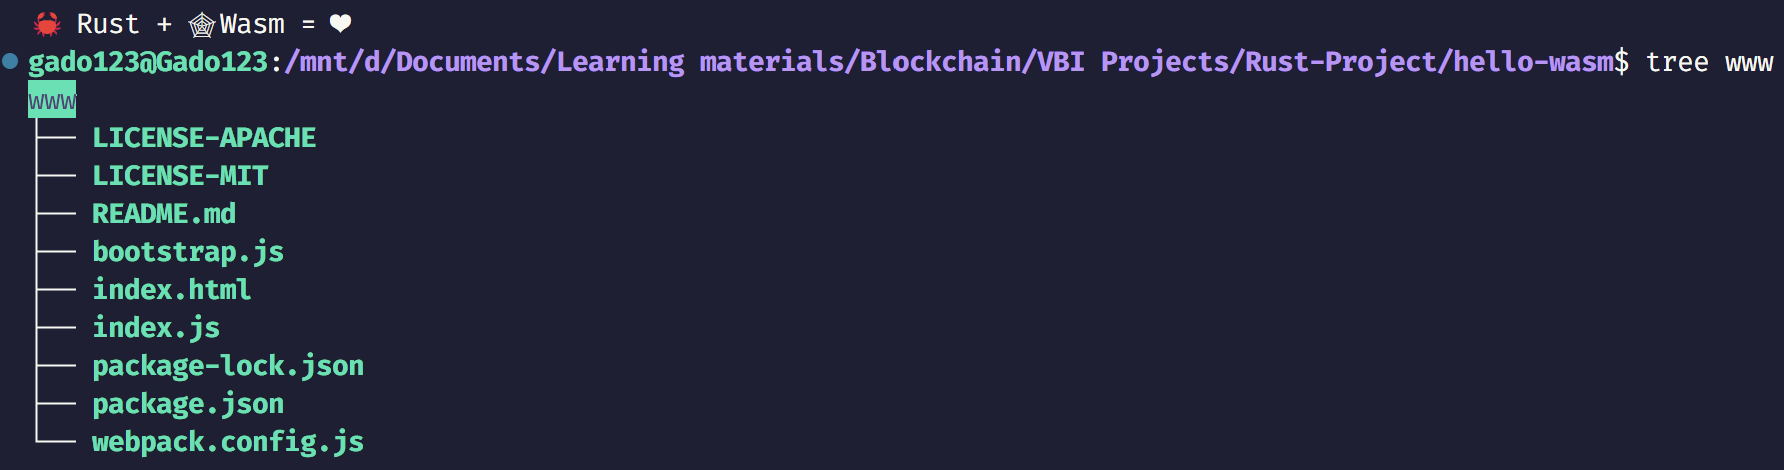 🦀 Rust + 🕸Wasm = ❤
gado123@Gado123:/mnt/d/Documents/Learning materials/Blockchain/VBI Projects/Rust-Project/hello-wasm$ tree www
www
├── LICENSE-APACHE
├── LICENSE-MIT
├── README.md
├── bootstrap.js
├── index.html
├── index.js
├── package-lock.json
├── package.json
└── webpack.config.js